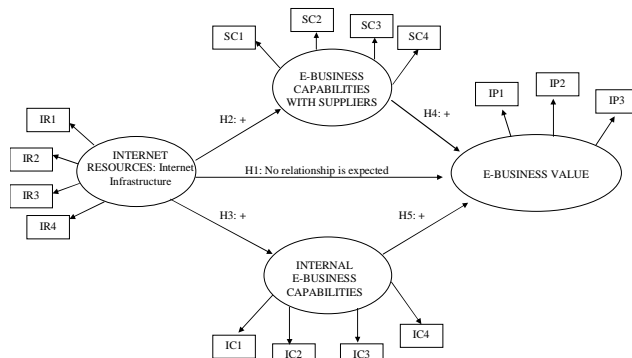 SC2
SC3
SC1
SC4
E-BUSINESS
CAPABILITIES
WITH SUPPLIERS
IP1
IP2
IP3
IR1
IR2
IR3
IR4
H2: +
H4: +
INTERNET
RESOURCES: Internet
Infrastructure
H1: No relationship is expected
E-BUSINESS VALUE
H3: +
H5: +
INTERNAL
E-BUSINESS
CAPABILITIES
IC1
IC2
IC3
IC4